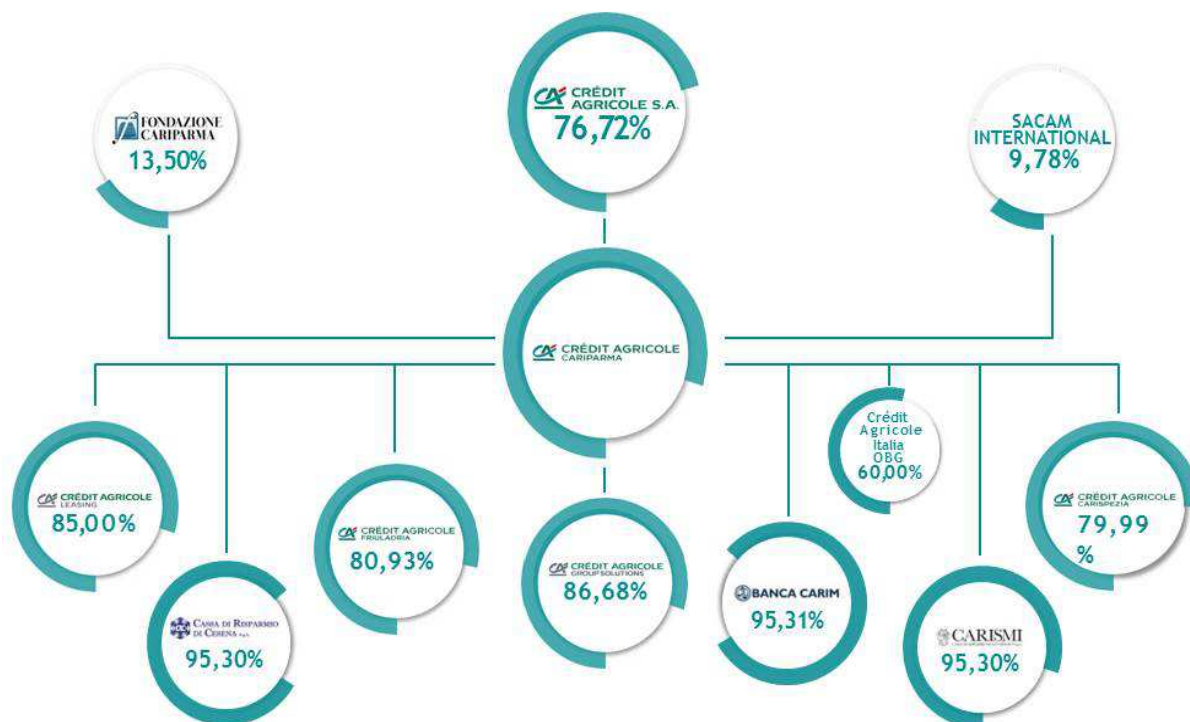 FONDAZIONE
CARIPARMA
13,50%
CRÉDIT
AGRICOLE S.A.
76,72%
SACAM
INTERNATIONAL
9,78%
CRÉDIT AGRICOLE
CARIPARMA
CRÉDIT AGRICOLE
LEASING
85,00%
CASSA DI RISPARMIO
DI CESENA S.p.A.
95,30%
CRÉDIT AGRICOLE
FRIULADRIA
80,93%
CRÉDIT AGRICOLE
GROUP SOLUTIONS
86,68%
BANCA CARIM
95,31%
Crédit
Agricole
Italia
OBG
60,00%
CARISMI
95,30%
CRÉDIT AGRICOLE
CARISPEZIA
79,99
%